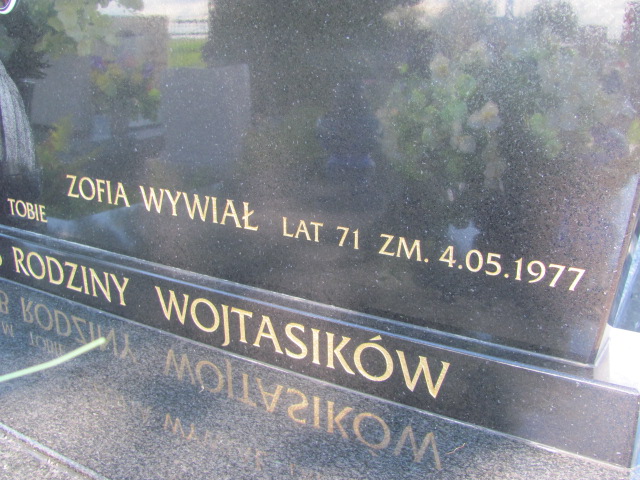 ZOFIA WYWIAŁ LAT 71 ZM. 4.05.1977
TOBIE
RODZINY WOJTASIKÓW